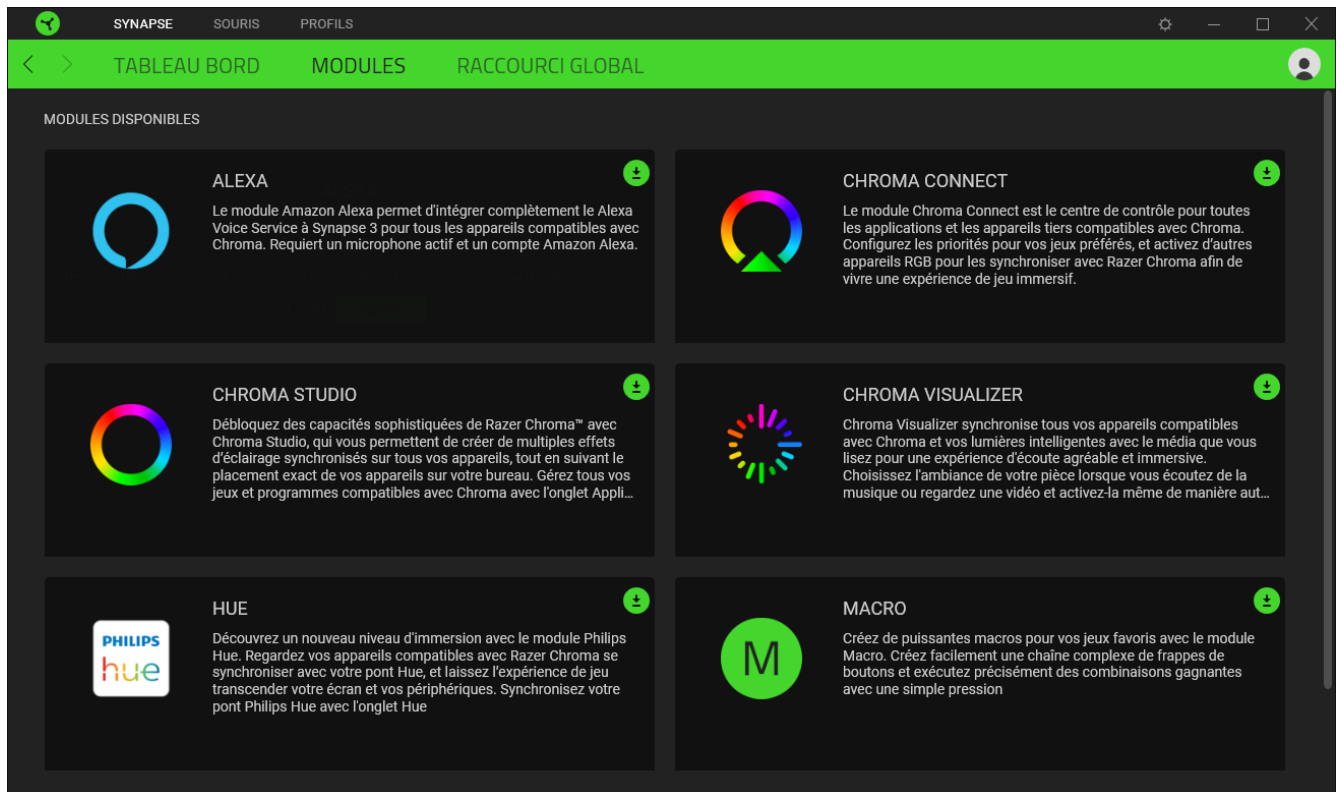 SYNAPSE SOURIS PROFILS
TABLEAU BORD MODULES RACCOURCI GLOBAL
MODULES DISPONIBLES
ALEXA
Le module Amazon Alexa permet d'intégrer complètement le Alexa
Voice Service à Synapse 3 pour tous les appareils compatibles avec
Chroma. Requiert un microphone actif et un compte Amazon Alexa.
CHROMA CONNECT
Le module Chroma Connect est le centre de contrôle pour toutes
les applications et les appareils tiers compatibles avec Chroma.
Configurez les priorités pour vos jeux préférés, et activez d’autres
appareils RGB pour les synchroniser avec Razer Chroma afin de
vivre une expérience de jeu immersif.
CHROMA STUDIO
Débloquez des capacités sophistiquées de Razer Chroma™ avec
Chroma Studio, qui vous permettent de créer de multiples effets
d’éclairage synchronisés sur tous vos appareils, tout en suivant le
placement exact de vos appareils sur votre bureau. Gérez tous vos
jeux et programmes compatibles avec Chroma avec l'onglet Appli…
CHROMA VISUALIZER
Chroma Visualizer synchronise tous vos appareils compatibles
avec Chroma et vos lumières intelligentes avec le média que vous
lisez pour une expérience d'écoute agréable et immersive.
Choisissez l'ambiance de votre pièce lorsque vous écoutez de la
musique ou regardez une vidéo et activez-la même de manière aut…
PHILIPS
hue
HUE
Découvrez un nouveau niveau d'immersion avec le module Philips
Hue. Regardez vos appareils compatibles avec Razer Chroma se
synchroniser avec votre pont Hue, et laissez l’expérience de jeu
transcender votre écran et vos périphériques. Synchronisez votre
pont Philips Hue avec l'onglet Hue
M
MACRO
Créez de puissantes macros pour vos jeux favoris avec le module
Macro. Créez facilement une chaîne complexe de frappes de
boutons et exécutez précisément des combinaisons gagnantes
avec une simple pression